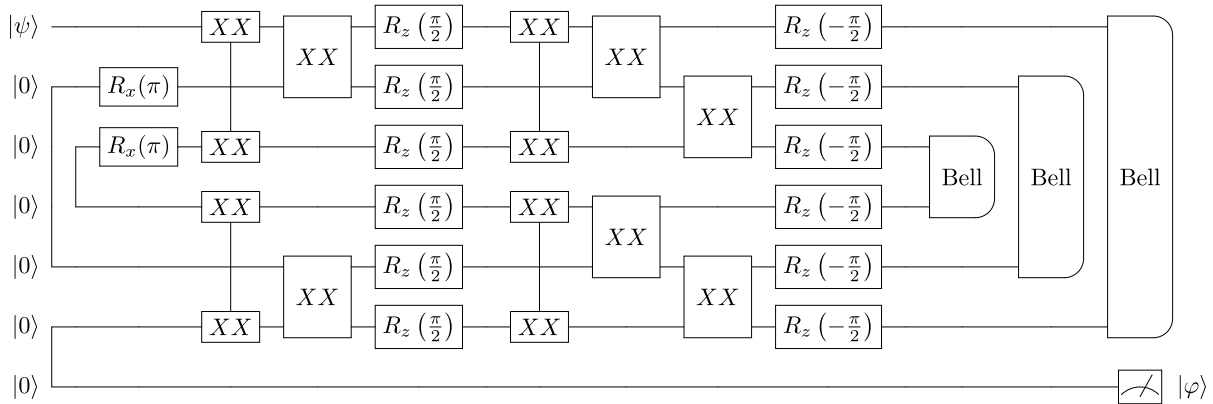 |ψ⟩ XX R_z(π/2) XX R_z(−π/2)
XX XX
|0⟩ R_x(π) R_z(π/2) R_z(−π/2)
XX
|0⟩ R_x(π) XX R_z(π/2) XX R_z(−π/2)
Bell Bell Bell
|0⟩ XX R_z(π/2) XX R_z(−π/2)
XX
|0⟩ R_z(π/2) R_z(−π/2)
XX XX
|0⟩ XX R_z(π/2) XX R_z(−π/2)
|0⟩ |φ⟩